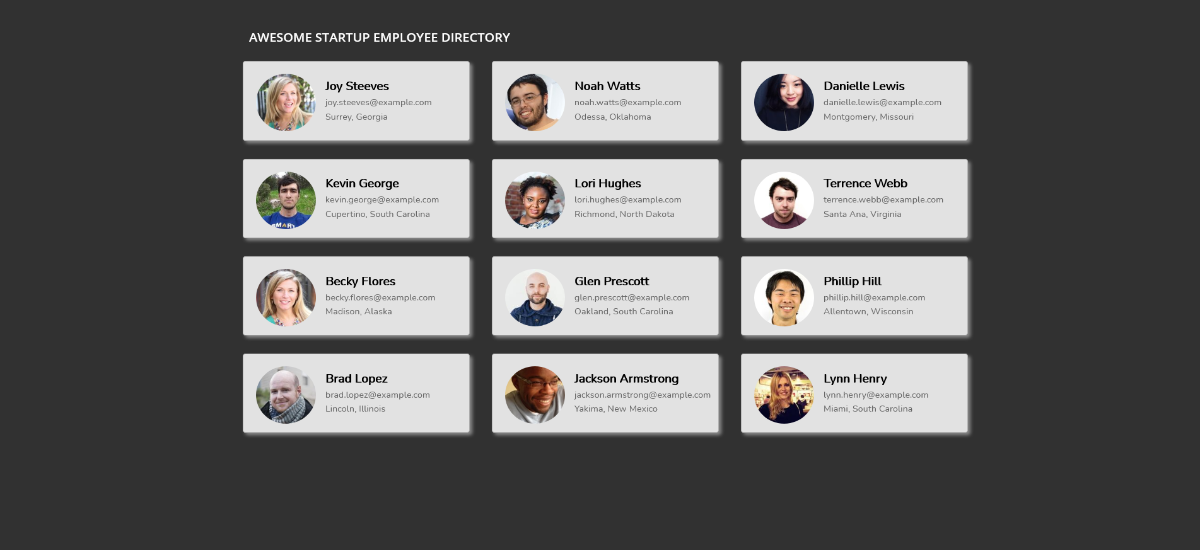 AWESOME STARTUP EMPLOYEE DIRECTORY
Joy Steeves
joy.steeves@example.com
Surrey, Georgia
Noah Watts
noah.watts@example.com
Odessa, Oklahoma
Danielle Lewis
danielle.lewis@example.com
Montgomery, Missouri
Kevin George
kevin.george@example.com
Cupertino, South Carolina
Lori Hughes
lori.hughes@example.com
Richmond, North Dakota
Terrence Webb
terrence.webb@example.com
Santa Ana, Virginia
Becky Flores
becky.flores@example.com
Madison, Alaska
Glen Prescott
glen.prescott@example.com
Oakland, South Carolina
Phillip Hill
phillip.hill@example.com
Allentown, Wisconsin
Brad Lopez
brad.lopez@example.com
Lincoln, Illinois
Jackson Armstrong
jackson.armstrong@example.com
Yakima, New Mexico
Lynn Henry
lynn.henry@example.com
Miami, South Carolina